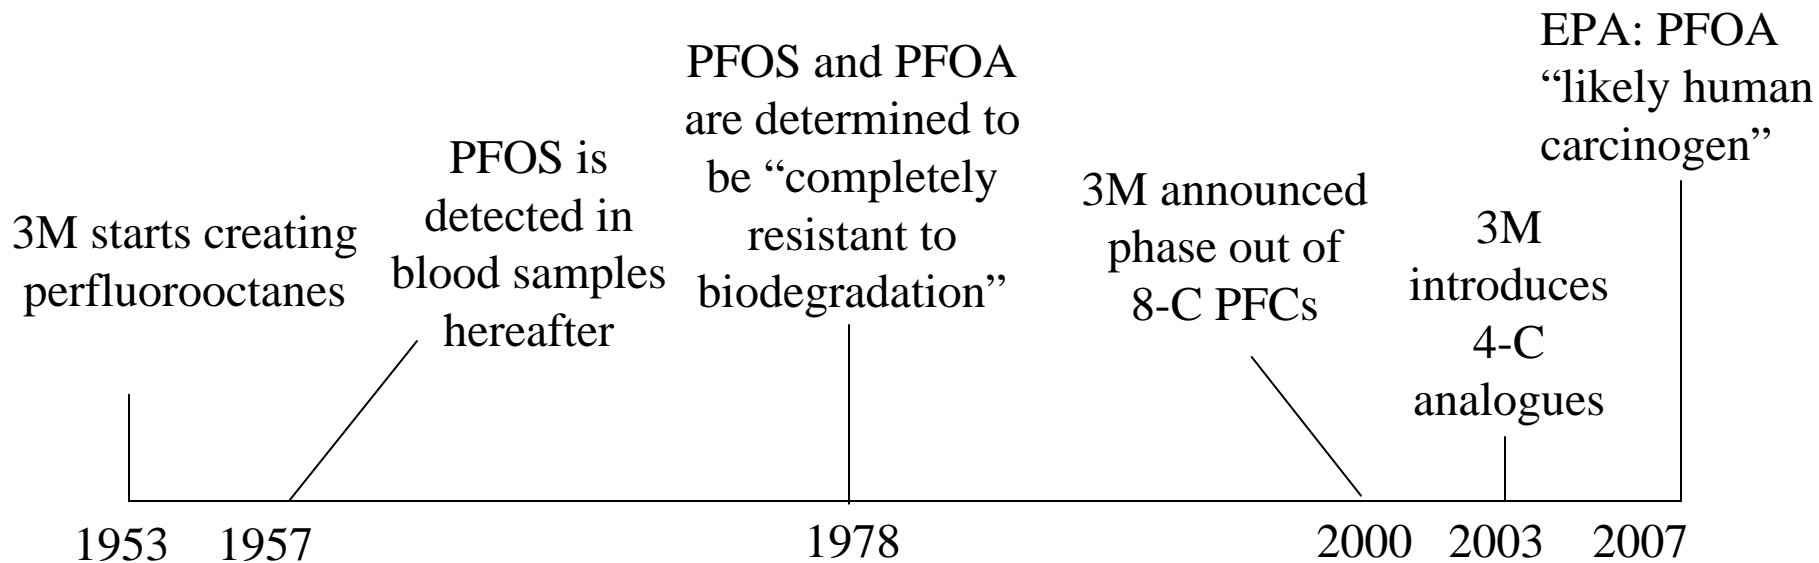 3M starts creating
perfluorooctanes
PFOS is
detected in
blood samples
hereafter
PFOS and PFOA
are determined to
be “completely
resistant to
biodegradation”
3M announced
phase out of
8-C PFCs
3M
introduces
4-C
analogues
EPA: PFOA
“likely human
carcinogen”
1953
1957
1978
2000
2003
2007